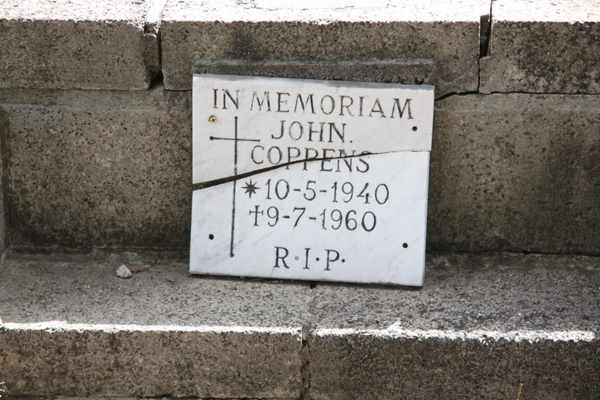 IN MEMORIAM
JOHN.
COPPENS
✴10-5-1940
†9-7-1960
R·I·P·